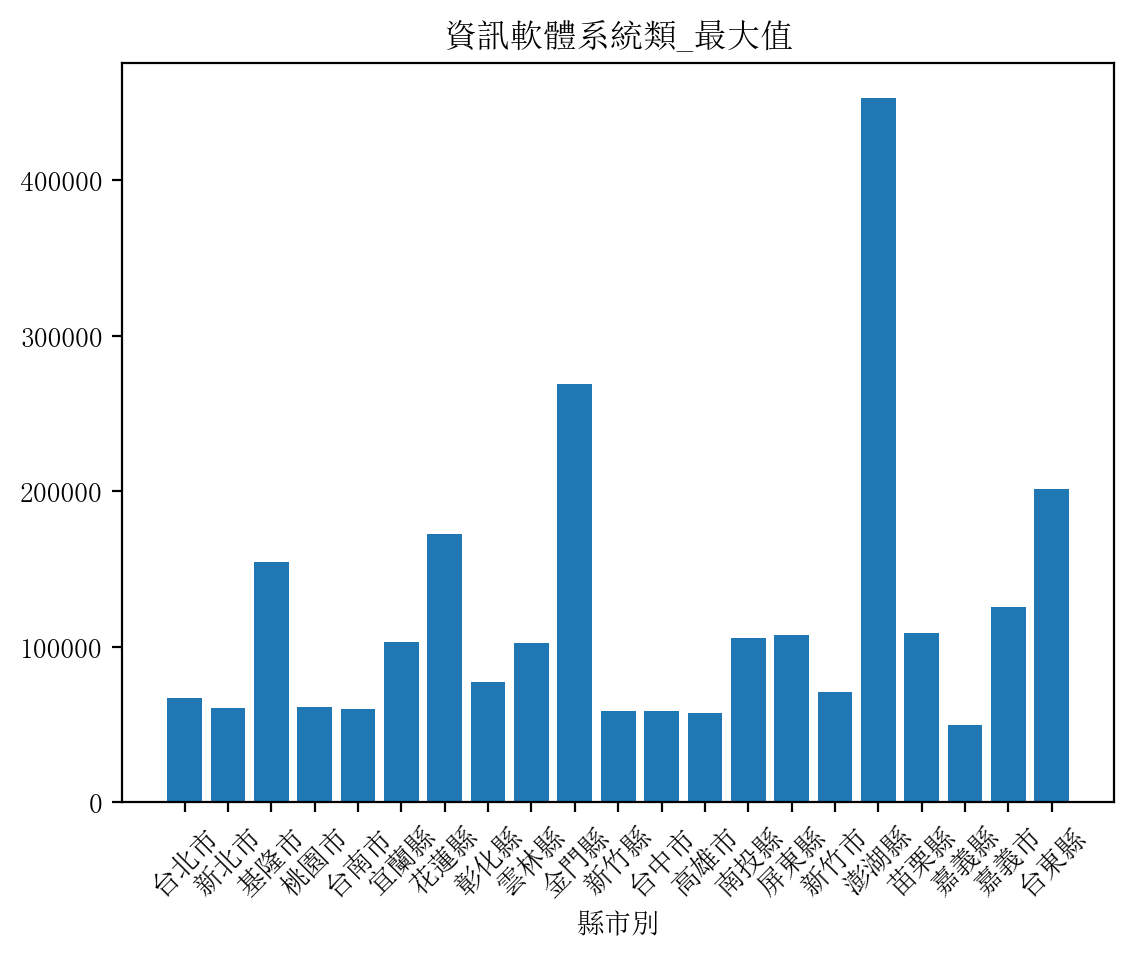 資訊軟體系統類_最大值
400000
300000
200000
100000
0
台北市
新北市
基隆市
桃園市
台南市
宜蘭縣
花蓮縣
彰化縣
雲林縣
金門縣
新竹縣
台中市
高雄市
南投縣
屏東縣
新竹市
澎湖縣
苗栗縣
嘉義縣
嘉義市
台東縣
縣市別